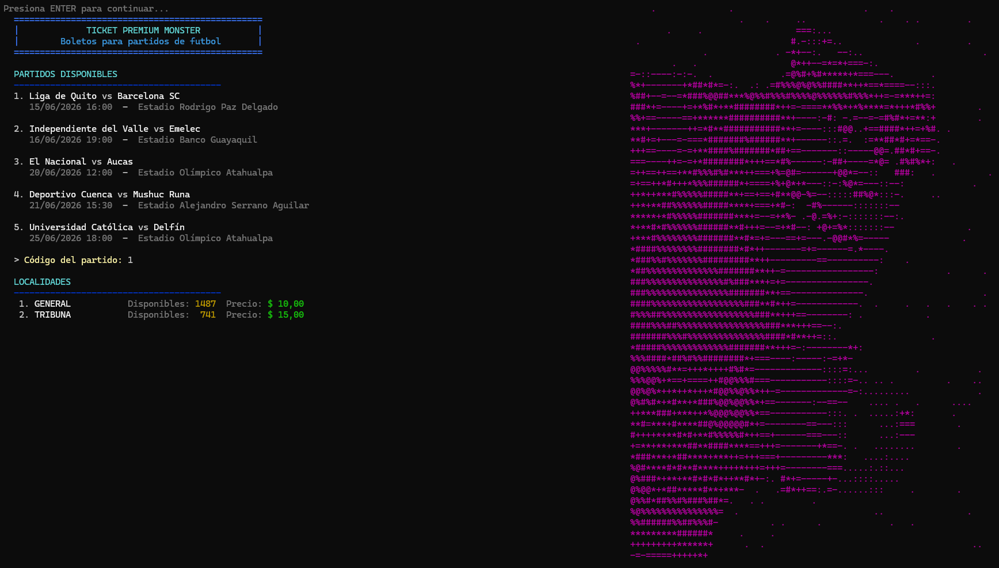 Presiona ENTER para continuar...
TICKET PREMIUM MONSTER
Boletos para partidos de futbol
PARTIDOS DISPONIBLES
1. Liga de Quito vs Barcelona SC
15/06/2026 16:00 – Estadio Rodrigo Paz Delgado
2. Independiente del Valle vs Emelec
16/06/2026 19:00 – Estadio Banco Guayaquil
3. El Nacional vs Aucas
20/06/2026 12:00 – Estadio Olímpico Atahualpa
4. Deportivo Cuenca vs Mushuc Runa
21/06/2026 15:30 – Estadio Alejandro Serrano Aguilar
5. Universidad Católica vs Delfín
25/06/2026 18:00 – Estadio Olímpico Atahualpa
> Código del partido: 1
LOCALIDADES
1. GENERAL Disponibles: 1487 Precio: $ 10,00
2. TRIBUNA Disponibles: 741 Precio: $ 15,00